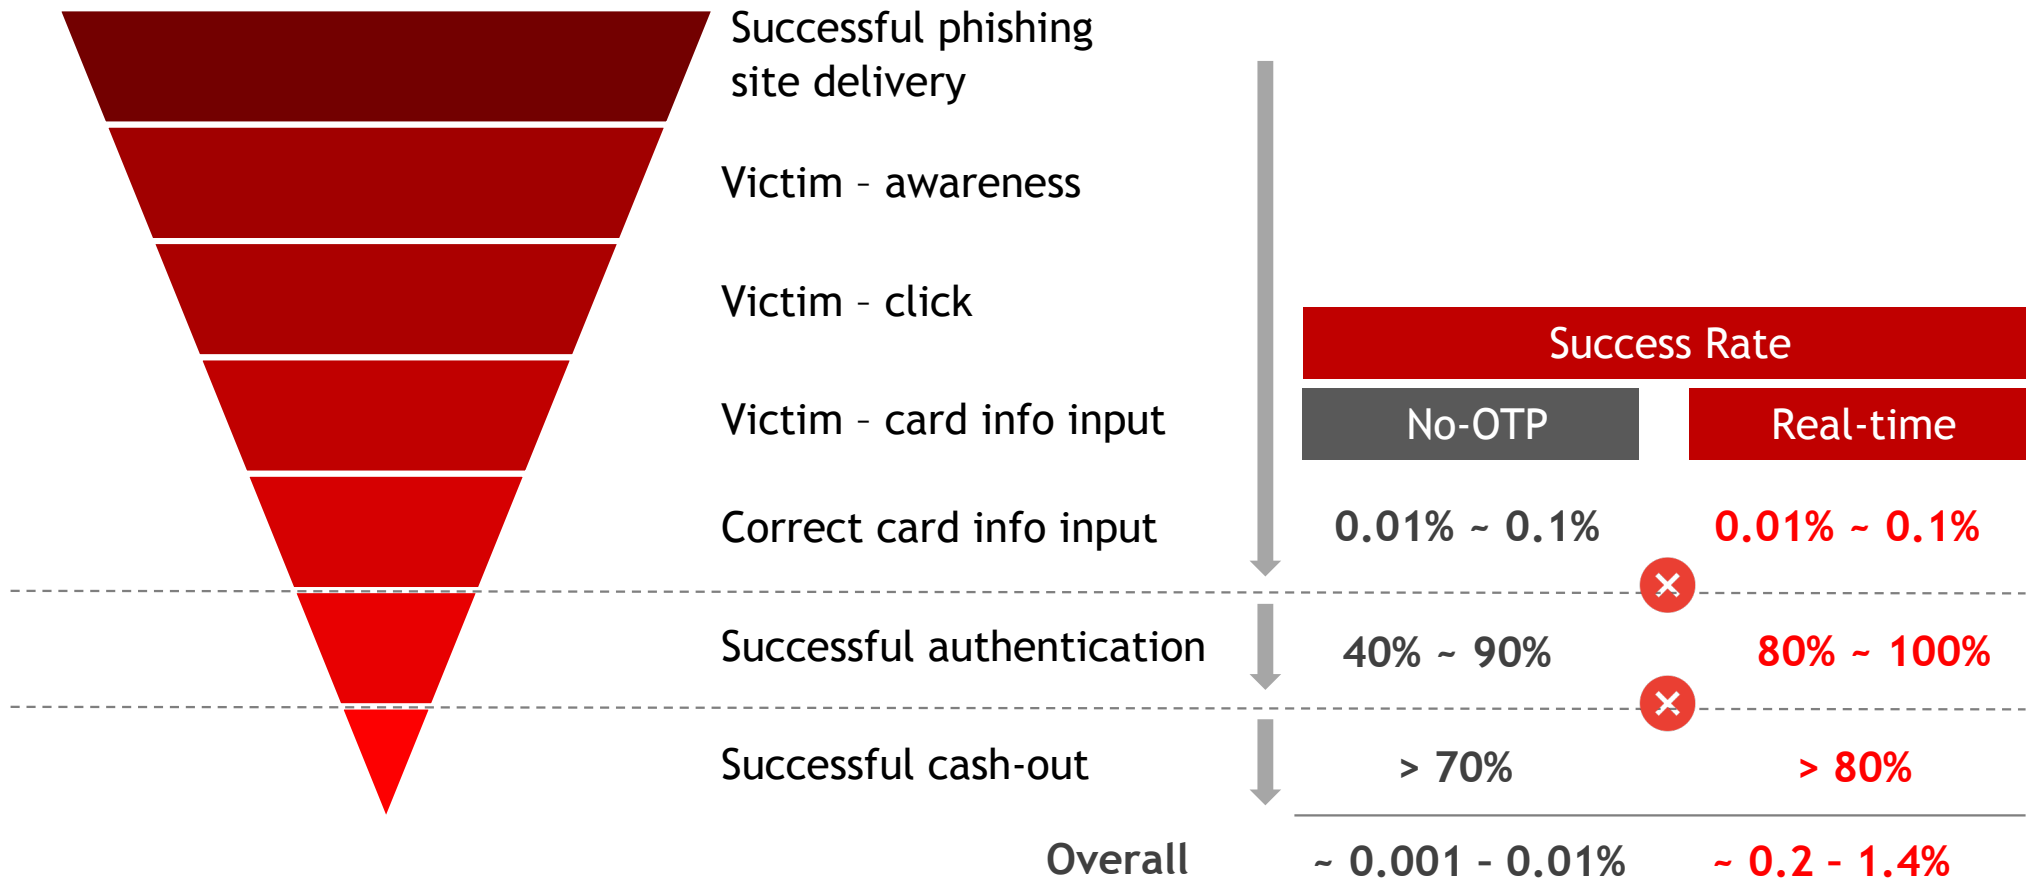 Successful phishing
site delivery
Victim – awareness
Victim – click
Success Rate
Victim – card info input
No-OTP
Real-time
Correct card info input
0.01% ~ 0.1%
0.01% ~ 0.1%
Successful authentication
40% ~ 90%
80% ~ 100%
Successful cash-out
> 70%
> 80%
Overall
~ 0.001 – 0.01%
~ 0.2 – 1.4%